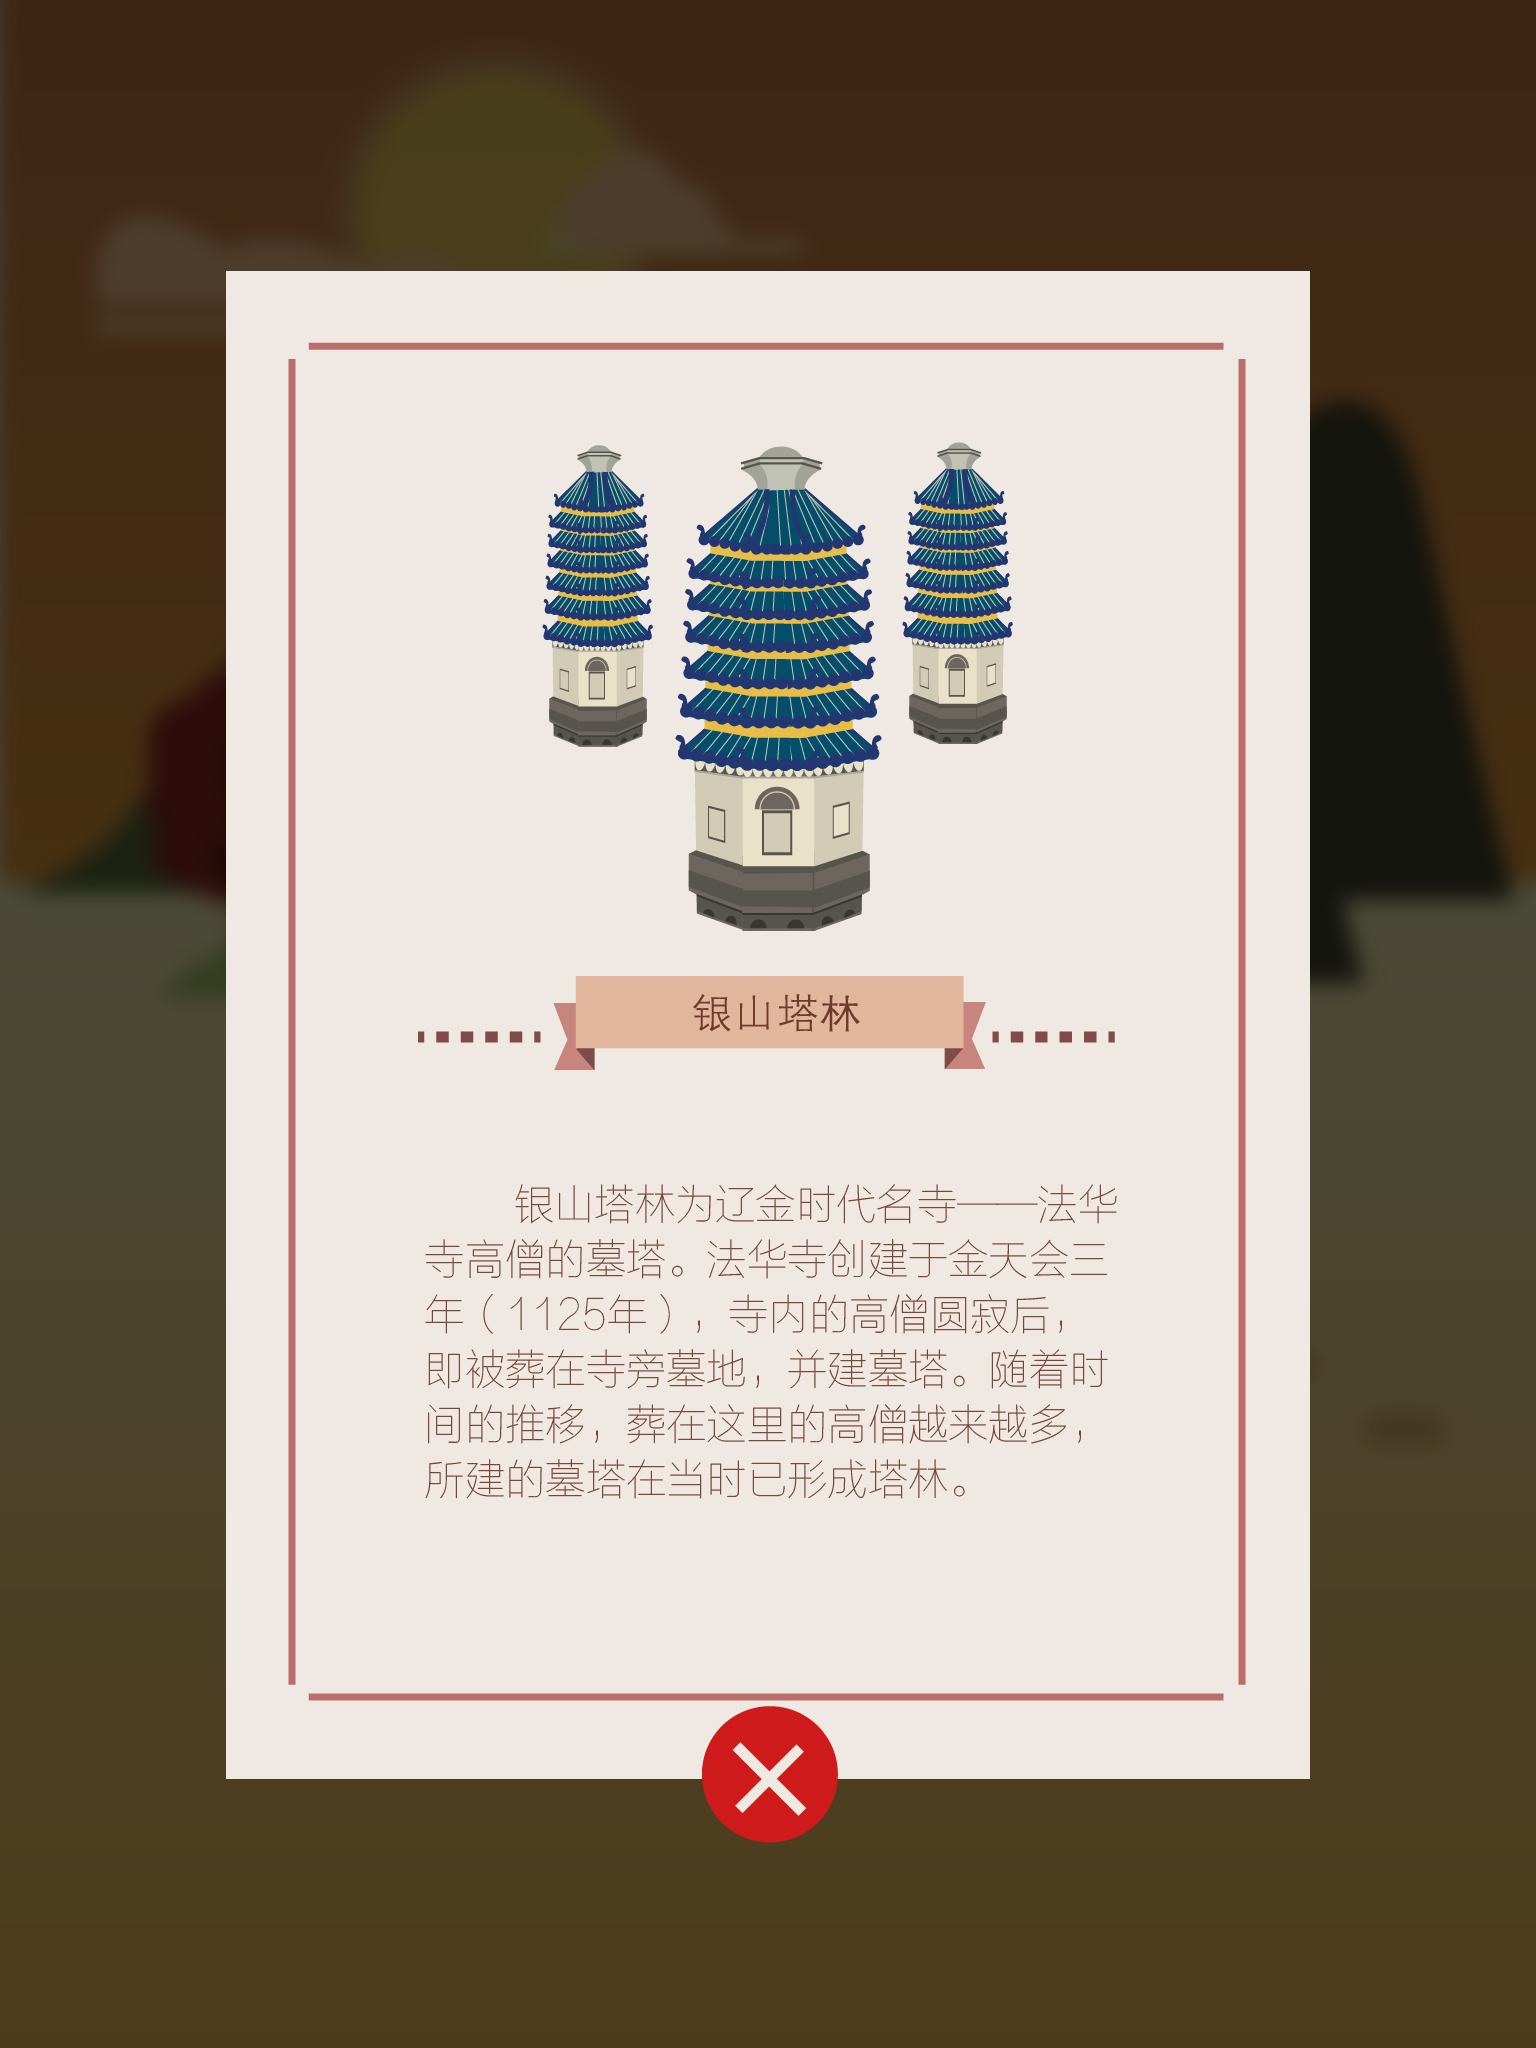 银山塔林
银山塔林为辽金时代名寺——法华
寺高僧的墓塔。法华寺创建于金天会三
年（1125年），寺内的高僧圆寂后，
即被葬在寺旁墓地，并建墓塔。随着时
间的推移，葬在这里的高僧越来越多，
所建的墓塔在当时已形成塔林。